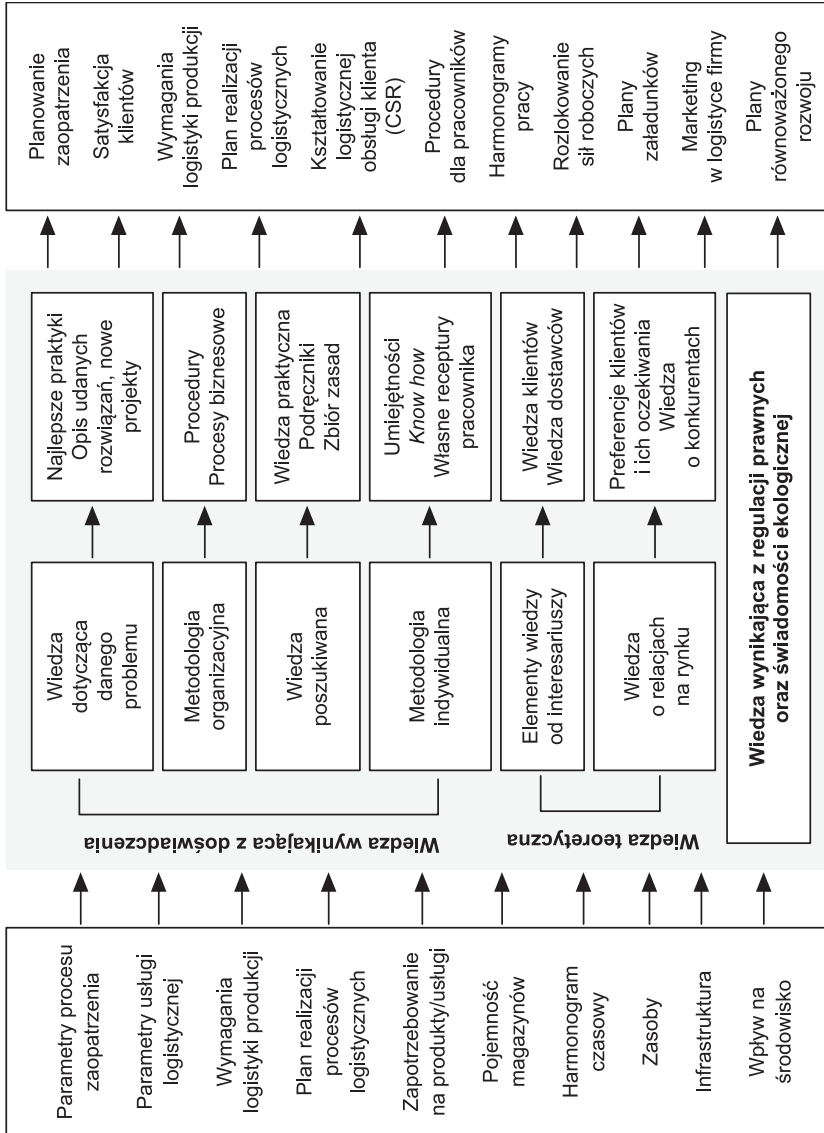 Parametry procesu
zaopatrzenia
Parametry usługi
logistycznej
Wymagania
logistyki produkcji
Plan realizacji
procesów
logistycznych
Zapotrzebowanie
na produkty/usługi
Pojemność
magazynów
Harmonogram
czasowy
Zasoby
Infrastruktura
Wpływ na
środowisko
Wiedza wynikająca z doświadczenia
Wiedza teoretyczna
Wiedza
dotycząca
danego
problemu
Metodologia
organizacyjna
Wiedza
poszukiwana
Metodologia
indywidualna
Elementy wiedzy
od interesariuszy
Wiedza
o relacjach
na rynku
Najlepsze praktyki
Opis udanych
rozwiązań, nowe
projekty
Procedury
Procesy biznesowe
Wiedza praktyczna
Podręczniki
Zbiór zasad
Umiejętności
Know how
Własne receptury
pracownika
Wiedza klientów
Wiedza dostawców
Preferencje klientów
i ich oczekiwania
Wiedza
o konkurentach
Wiedza wynikająca z regulacji prawnych
oraz świadomości ekologicznej
Planowanie
zaopatrzenia
Satysfakcja
klientów
Wymagania
logistyki produkcji
Plan realizacji
procesów
logistycznych
Kształtowanie
logistycznej
obsługi klienta
(CSR)
Procedury
dla pracowników
Harmonogramy
pracy
Rozlokowanie
sił roboczych
Plany
załadunków
Marketing
w logistyce firmy
Plany
równoważonego
rozwoju